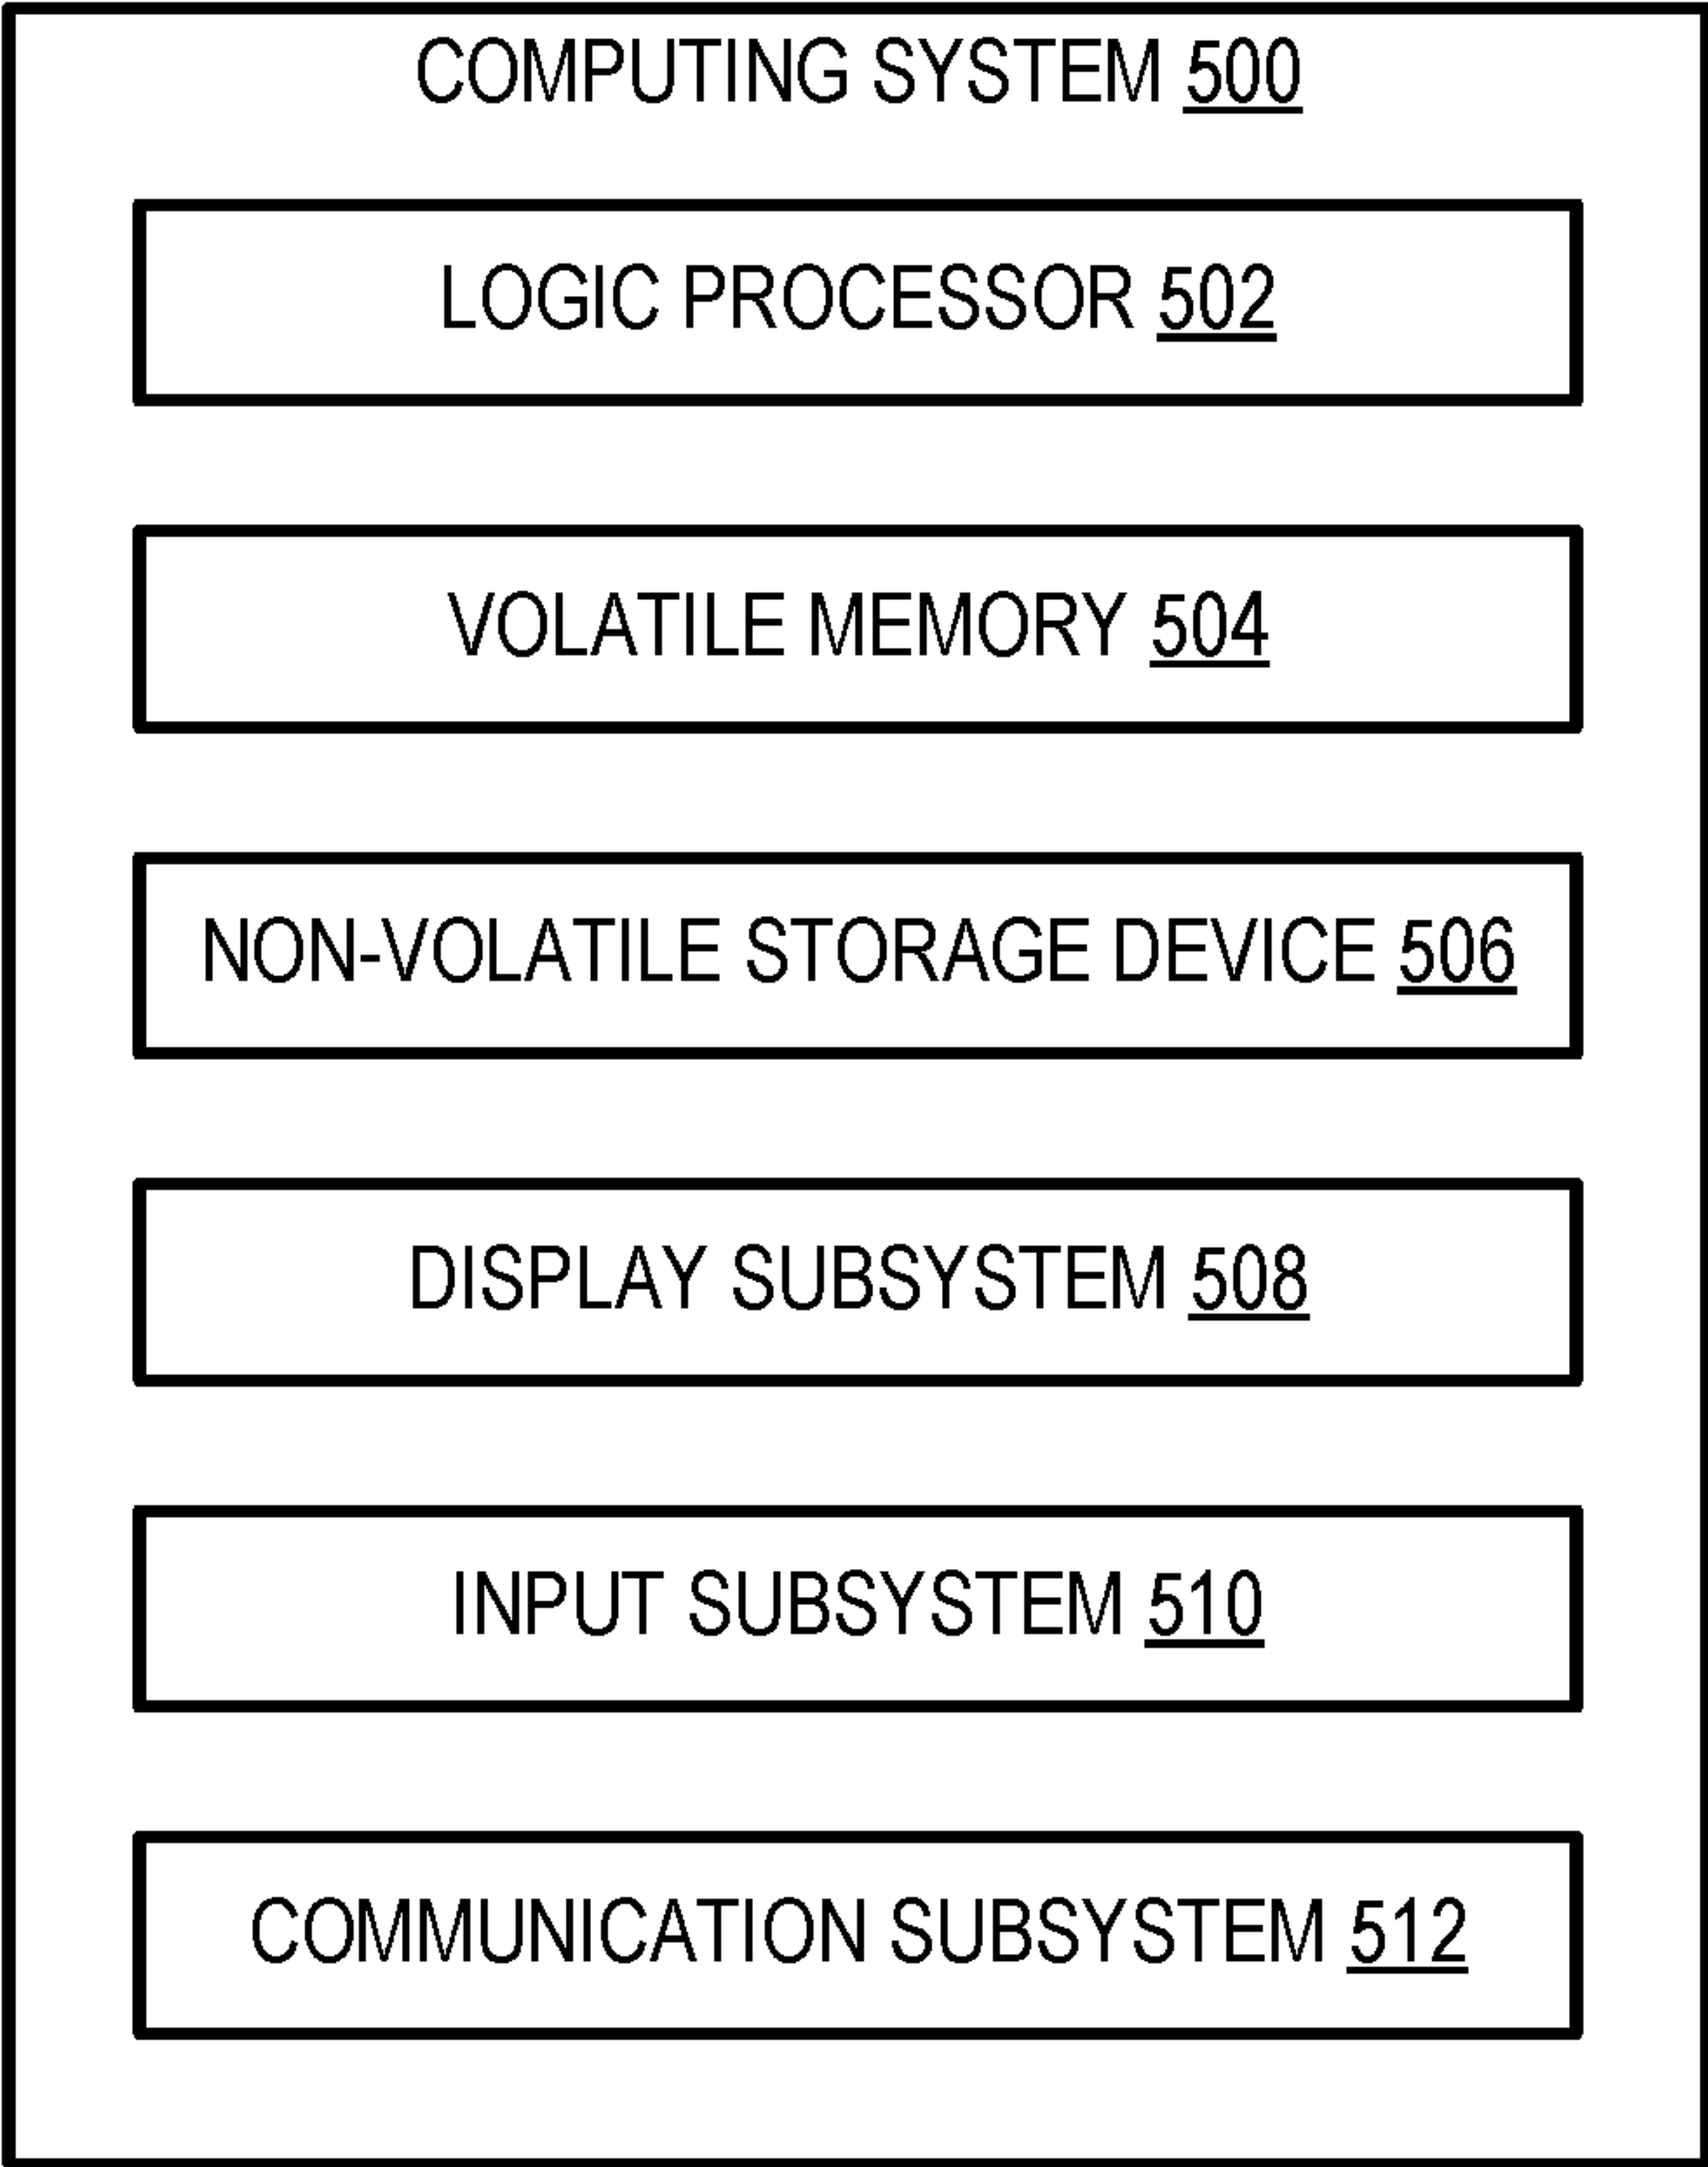 COMPUTING SYSTEM 500
LOGIC PROCESSOR 502
VOLATILE MEMORY 504
NON-VOLATILE STORAGE DEVICE 506
DISPLAY SUBSYSTEM 508
INPUT SUBSYSTEM 510
COMMUNICATION SUBSYSTEM 512